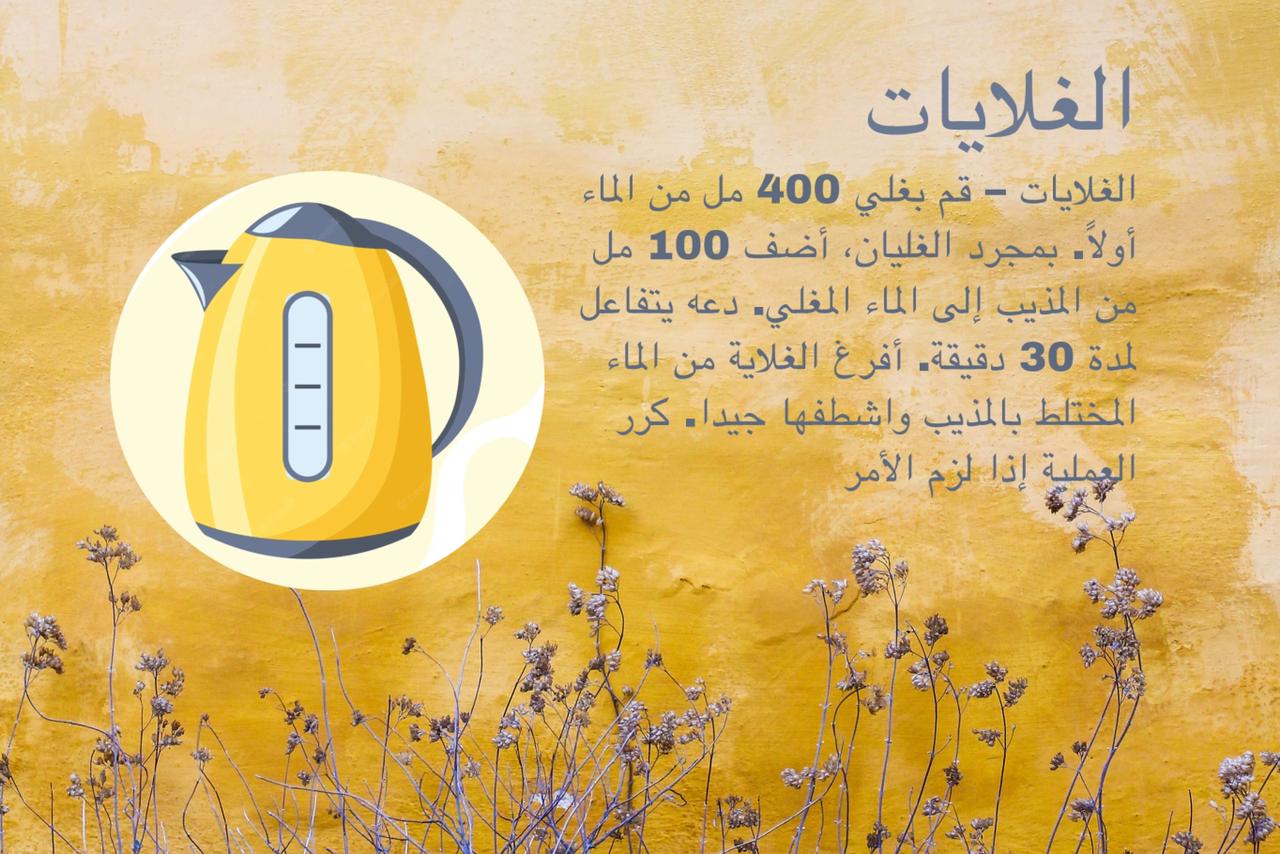 الغلايات
الغلايات – قم بغلي 400 مل من الماء
أولاً. بمجرد الغليان، أضف 100 مل
من المذيب إلى الماء المغلي. دعه يتفاعل
لمدة 30 دقيقة. أفرغ الغلاية من الماء
المختلط بالمذيب واشطفها جيدا. كرر
العملية إذا لزم الأمر